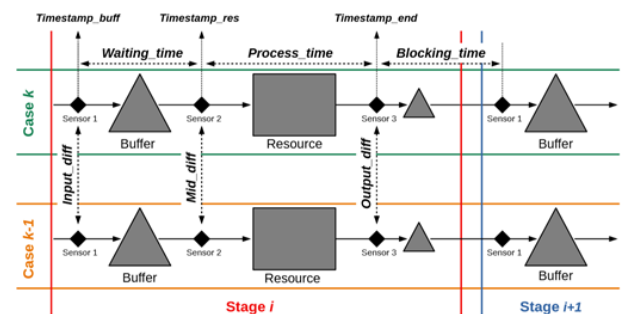 Timestamp_buff Timestamp_res Timestamp_end
Waiting_time Process_time Blocking_time
Case k
Sensor 1 Sensor 2 Sensor 3 Sensor 1
Buffer Resource Buffer
Input_diff Mid_diff Output_diff
Case k-1
Sensor 1 Sensor 2 Sensor 3 Sensor 1
Buffer Resource Buffer
Stage i Stage i+1